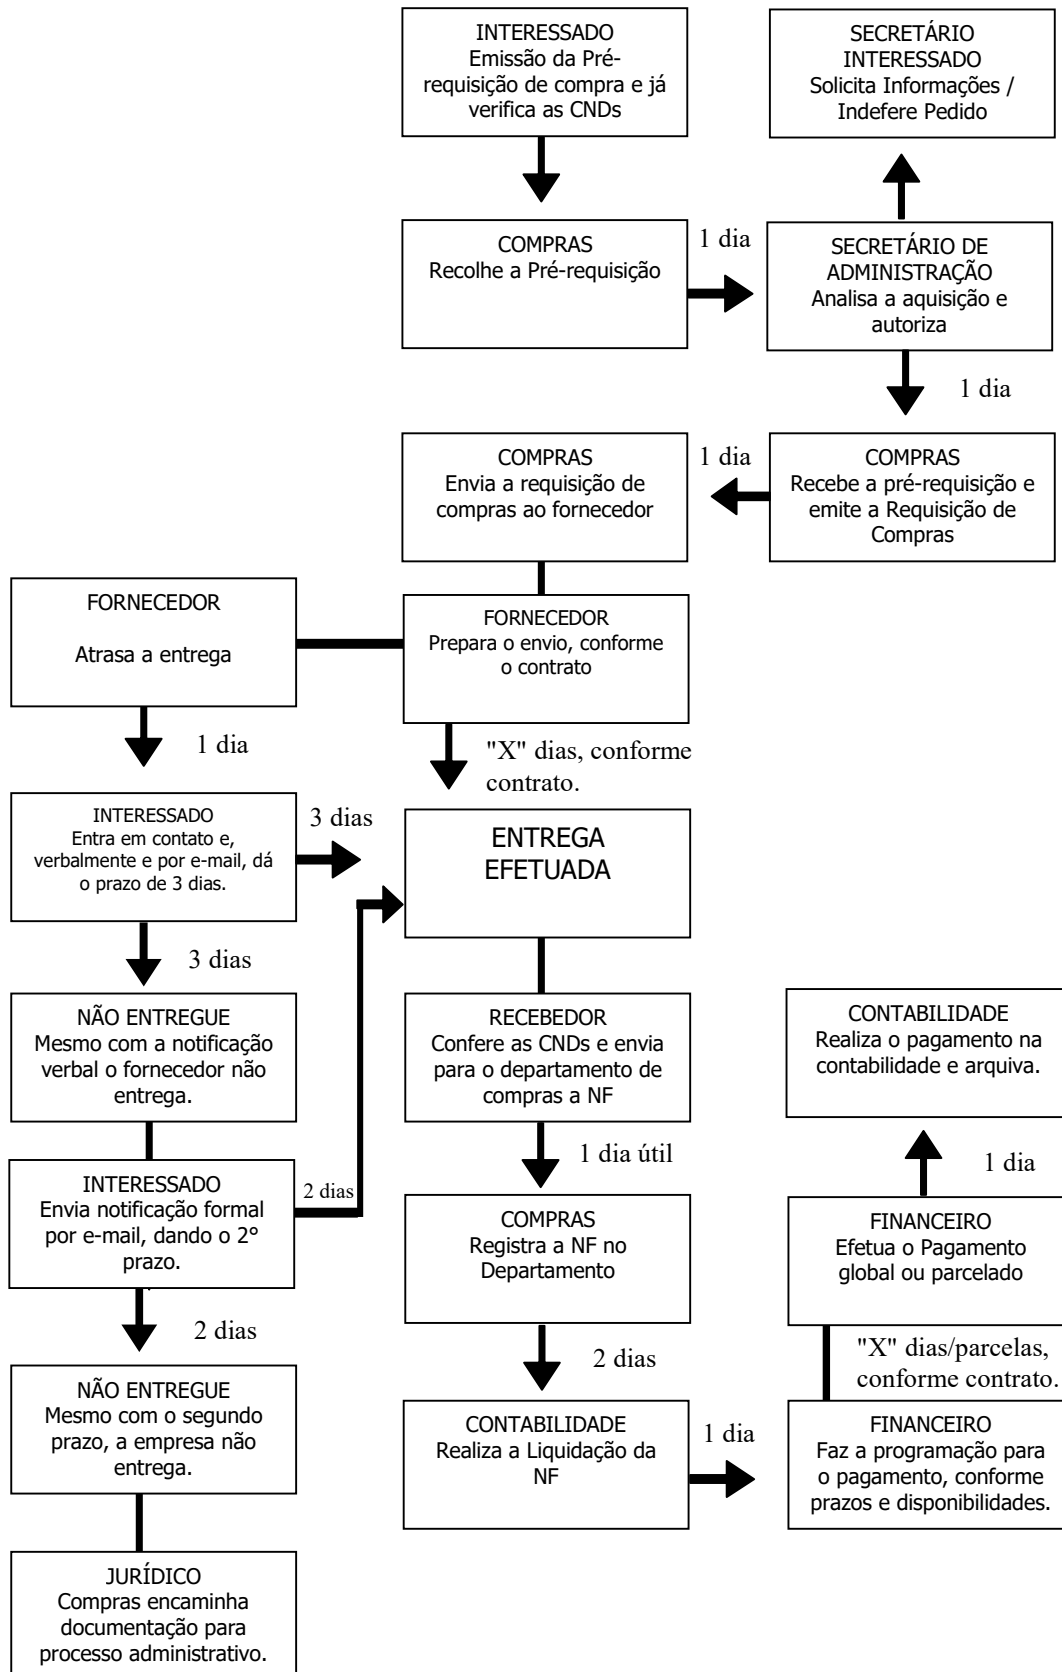 INTERESSADO
Emissão da Pré-
requisição de compra e já
verifica as CNDs
SECRETÁRIO
INTERESSADO
Solicita Informações /
Indefere Pedido
COMPRAS
Recolhe a Pré-requisição
1 dia
SECRETÁRIO DE
ADMINISTRAÇÃO
Analisa a aquisição e
autoriza
1 dia
COMPRAS
Envia a requisição de
compras ao fornecedor
1 dia
COMPRAS
Recebe a pré-requisição e
emite a Requisição de
Compras
FORNECEDOR
Atrasa a entrega
FORNECEDOR
Prepara o envio, conforme
o contrato
1 dia
"X" dias, conforme
contrato.
INTERESSADO
Entra em contato e,
verbalmente e por e-mail, dá
o prazo de 3 dias.
3 dias
ENTREGA
EFETUADA
3 dias
NÃO ENTREGUE
Mesmo com a notificação
verbal o fornecedor não
entrega.
RECEBEDOR
Confere as CNDs e envia
para o departamento de
compras a NF
CONTABILIDADE
Realiza o pagamento na
contabilidade e arquiva.
1 dia útil
1 dia
INTERESSADO
Envia notificação formal
por e-mail, dando o 2°
prazo.
2 dias
COMPRAS
Registra a NF no
Departamento
FINANCEIRO
Efetua o Pagamento
global ou parcelado
2 dias
2 dias
"X" dias/parcelas,
conforme contrato.
NÃO ENTREGUE
Mesmo com o segundo
prazo, a empresa não
entrega.
CONTABILIDADE
Realiza a Liquidação da
NF
1 dia
FINANCEIRO
Faz a programação para
o pagamento, conforme
prazos e disponibilidades.
JURÍDICO
Compras encaminha
documentação para
processo administrativo.